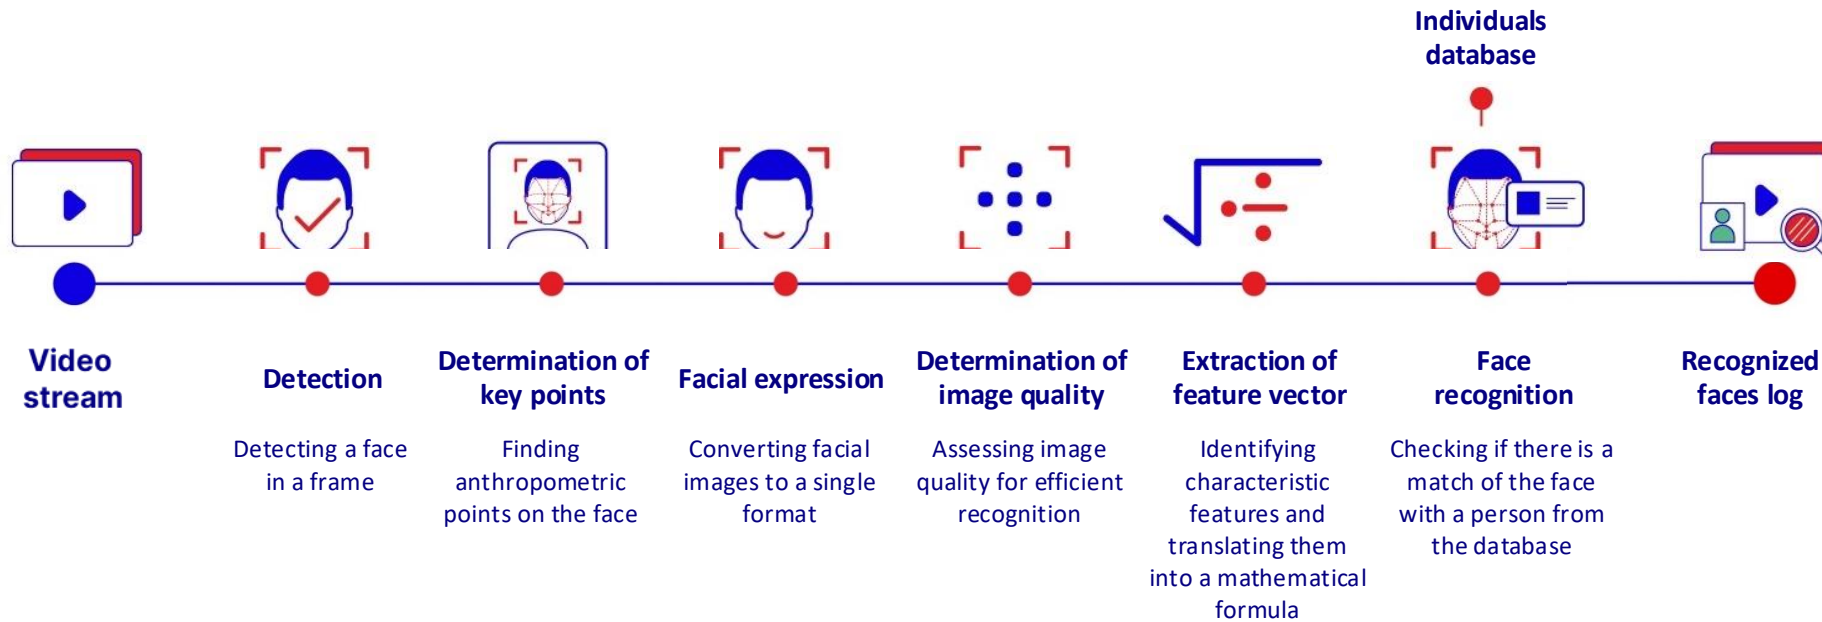 Individuals
database
Video
stream
Detection
Detecting a face
in a frame
Determination of
key points
Finding
anthropometric
points on the face
Facial expression
Converting facial
images to a single
format
Determination of
image quality
Assessing image
quality for efficient
recognition
Extraction of
feature vector
Identifying
characteristic
features and
translating them
into a mathematical
formula
Face
recognition
Checking if there is a
match of the face
with a person from
the database
Recognized
faces log